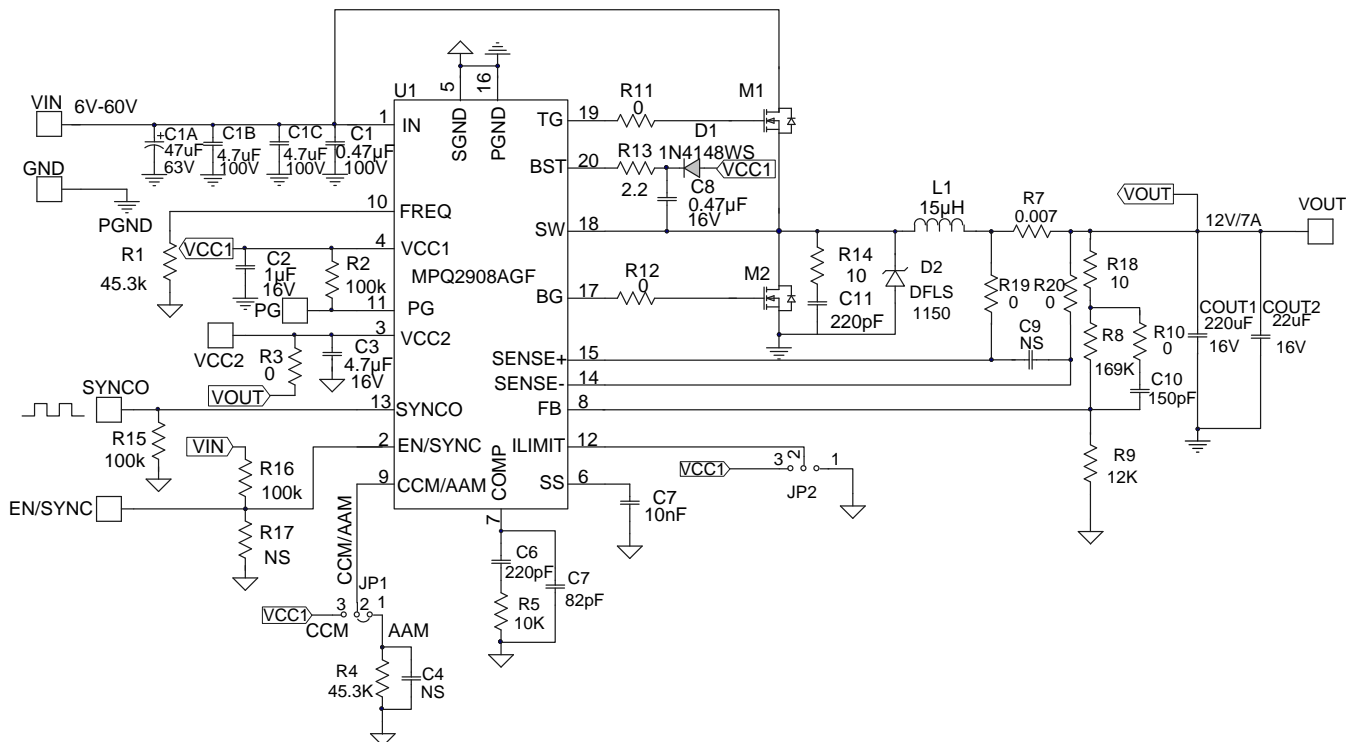 VIN
6V-60V
C1A
47uF
63V
C1B
4.7uF
100V
C1C
4.7uF
100V
C1
0.47µF
100V
GND
PGND
R1
45.3k
VCC1
C2
1µF
16V
R2
100k
PG
VCC2
R3
0
VOUT
C3
4.7µF
16V
SYNCO
R15
100k
VIN
R16
100k
EN/SYNC
R17
NS
U1
MPQ2908AGF
5
SGND
16
PGND
1
IN
10
FREQ
4
VCC1
11
PG
3
VCC2
13
SYNCO
2
EN/SYNC
9
CCM/AAM
7
COMP
TG
19
BST
20
SW
18
BG
17
SENSE+
15
SENSE-
14
FB
8
ILIMIT
12
SS
6
CCM/AAM
JP1
VCC1
3
2
1
CCM
AAM
R4
45.3K
C4
NS
C6
220pF
R5
10K
C7
82pF
C7
10nF
VCC1
3
2
1
JP2
R11
0
M1
D1
1N4148WS
VCC1
R13
2.2
C8
0.47µF
16V
R12
0
M2
R14
10
C11
220pF
D2
DFLS
1150
L1
15µH
R7
0.007
R19
0
R20
0
C9
NS
R18
10
R8
169K
R10
0
C10
150pF
R9
12K
VOUT
12V/7A
VOUT
COUT1
220uF
16V
COUT2
22uF
16V